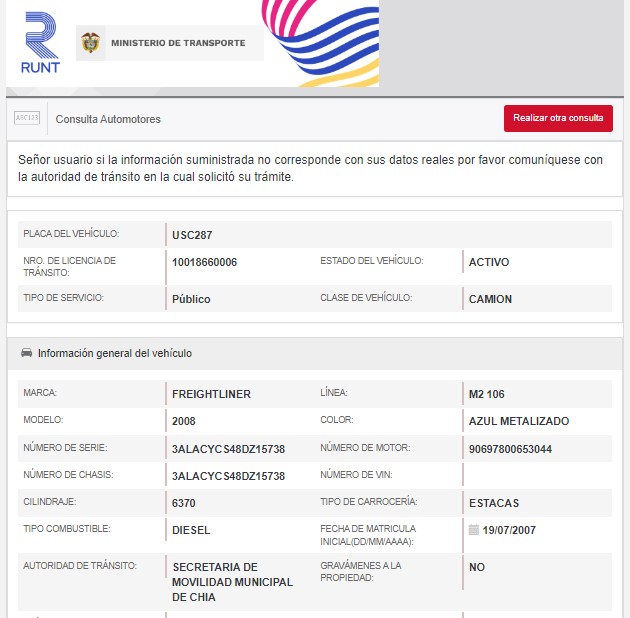 RUNT
MINISTERIO DE TRANSPORTE
ABC123
Consulta Automotores
Realizar otra consulta
Señor usuario si la información suministrada no corresponde con sus datos reales por favor comuníquese con
la autoridad de tránsito en la cual solicitó su trámite.
PLACA DEL VEHÍCULO: USC287
NRO. DE LICENCIA DE
TRÁNSITO: 10018660006 ESTADO DEL VEHÍCULO: ACTIVO
TIPO DE SERVICIO: Público CLASE DE VEHÍCULO: CAMION
Información general del vehículo
MARCA: FREIGHTLINER LÍNEA: M2 106
MODELO: 2008 COLOR: AZUL METALIZADO
NÚMERO DE SERIE: 3ALACYCS48DZ15738 NÚMERO DE MOTOR: 90697800653044
NÚMERO DE CHASIS: 3ALACYCS48DZ15738 NÚMERO DE VIN:
CILINDRAJE: 6370 TIPO DE CARROCERÍA: ESTACAS
TIPO COMBUSTIBLE: DIESEL FECHA DE MATRICULA
INICIAL(DD/MM/AAAA): 19/07/2007
AUTORIDAD DE TRÁNSITO: SECRETARIA DE
MOVILIDAD MUNICIPAL
DE CHIA
GRAVÁMENES A LA
PROPIEDAD: NO